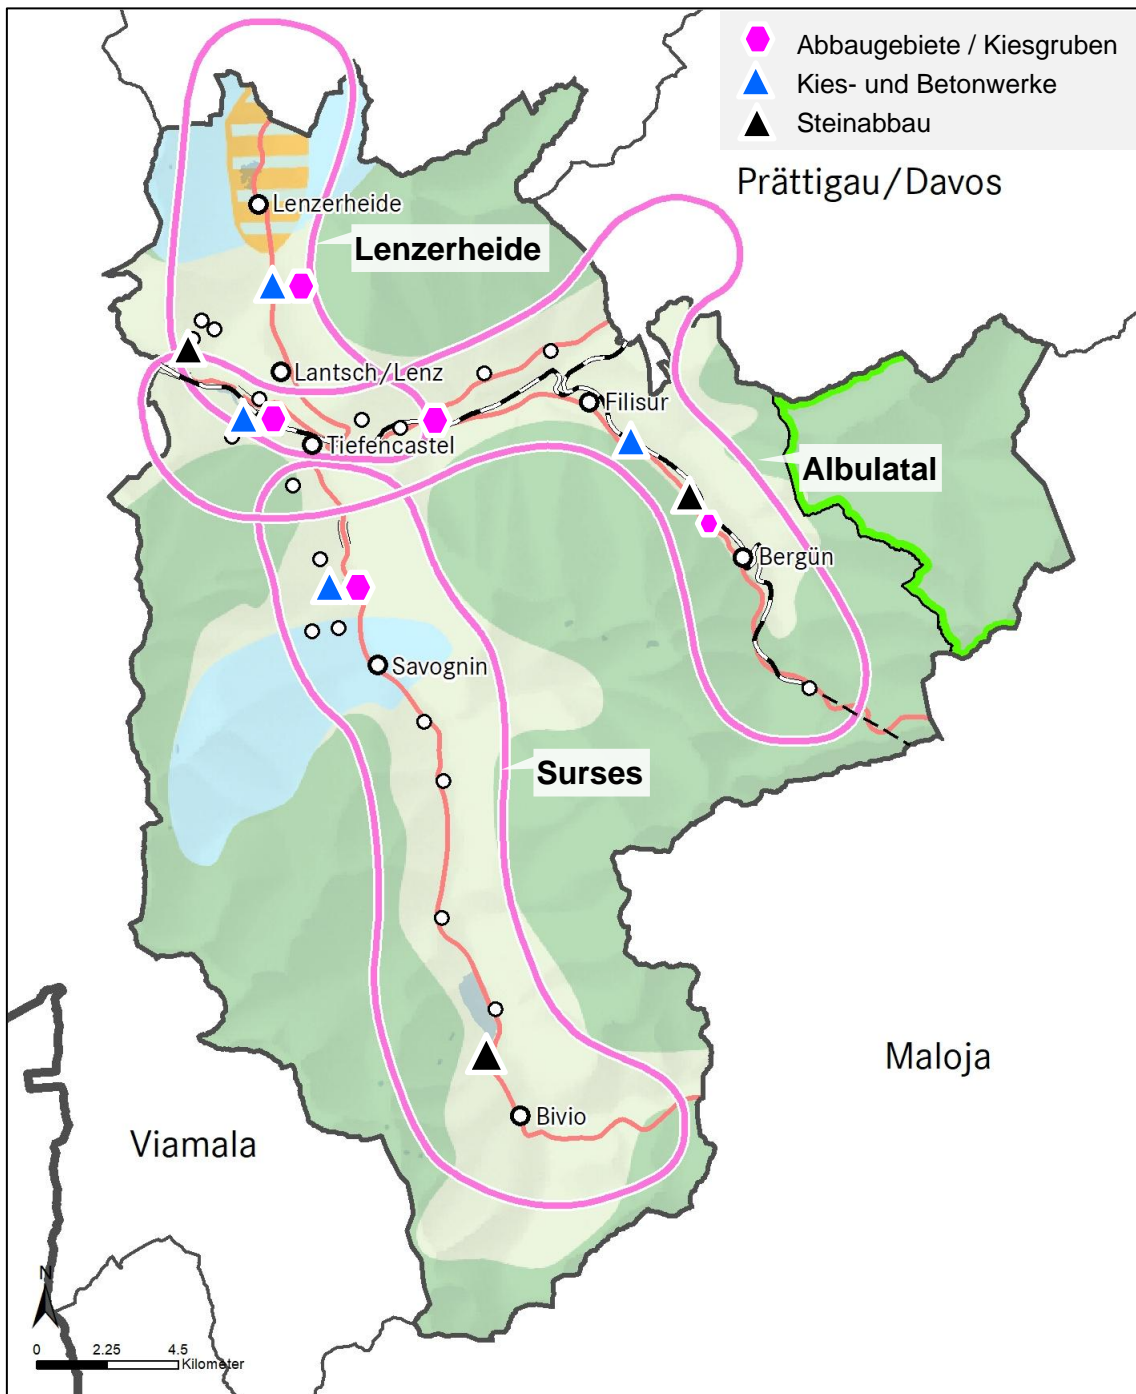 Abbaugebiete / Kiesgruben
Kies- und Betonwerke
Steinabbau
Prättigau/Davos
Lenzerheide
Lenzerheide
Lantsch/Lenz
Filisur
Tiefencastel
Albulatal
Bergün
Savognin
Surses
Maloja
Bivio
Viamala
N
0 2.25 4.5
Kilometer